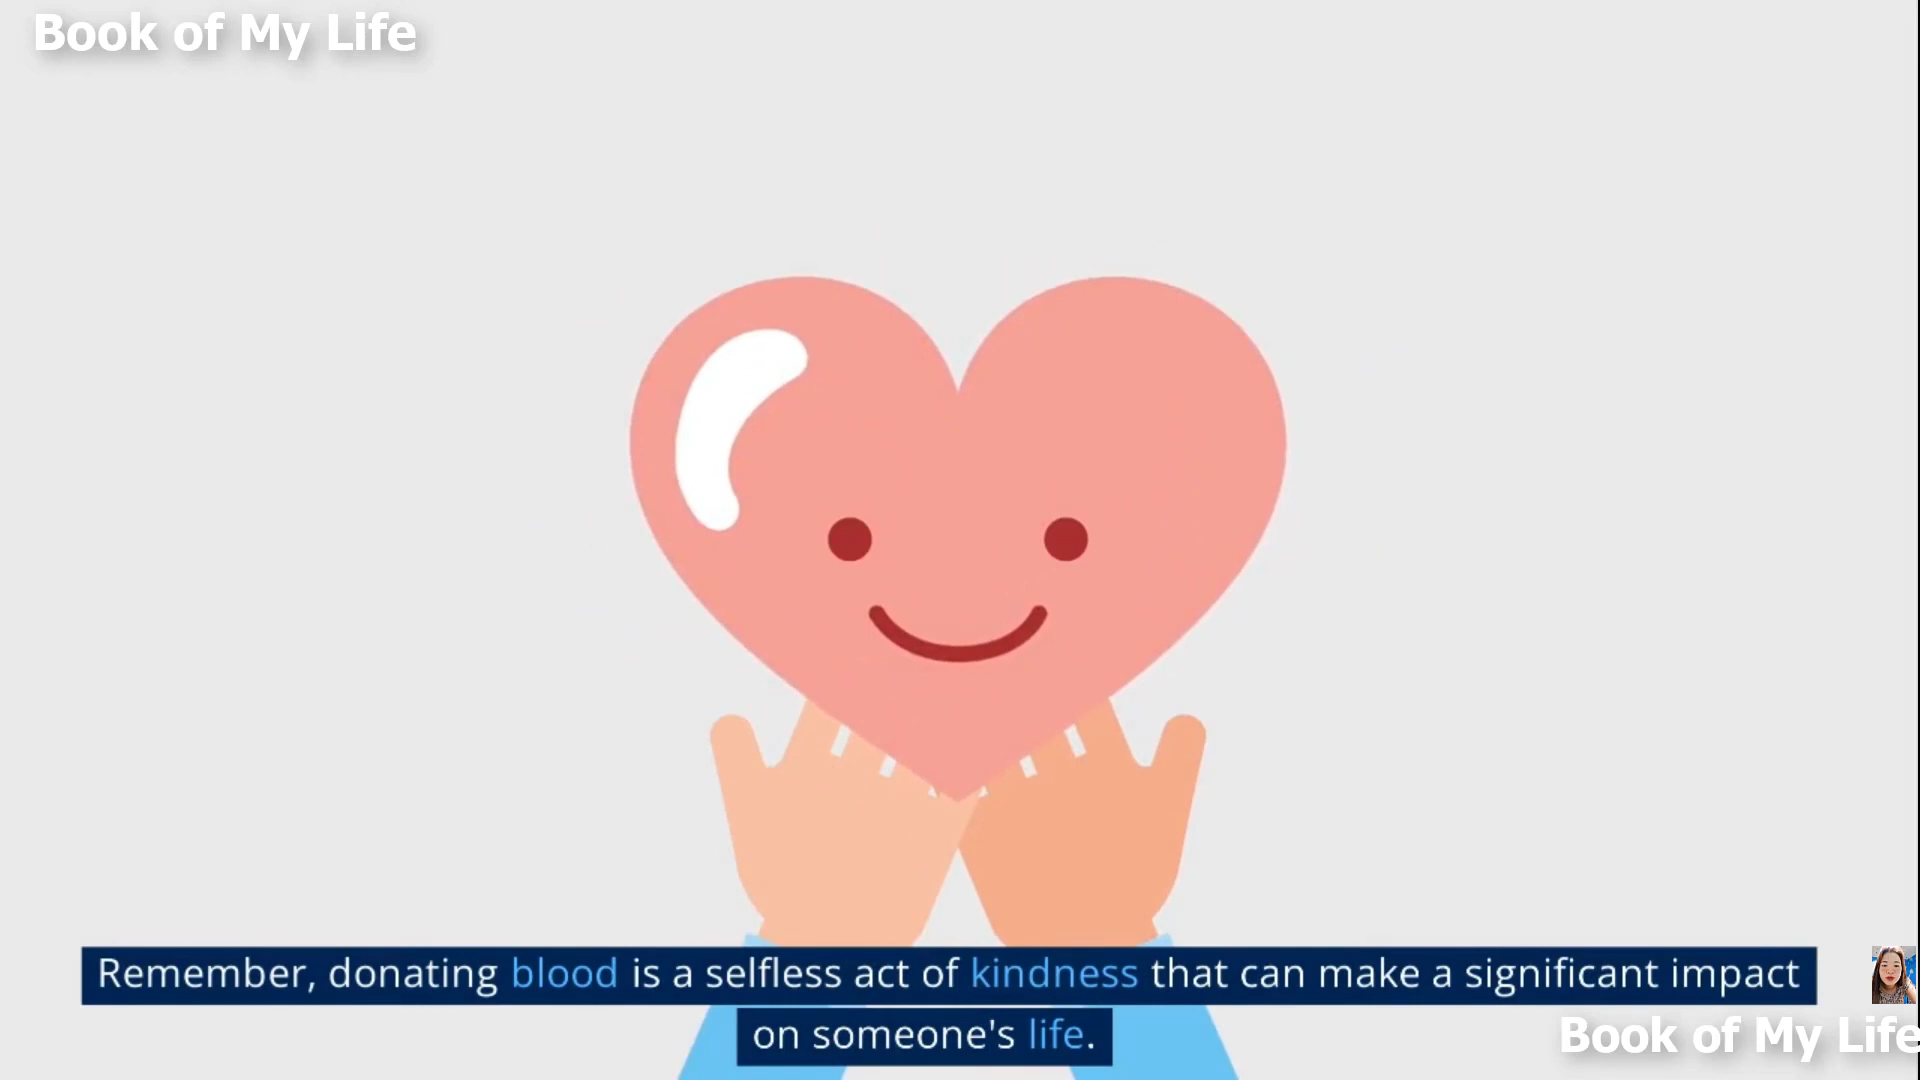 Book of My Life
Remember, donating blood is a selfless act of kindness that can make a significant impact
on someone's life.
Book of My Life